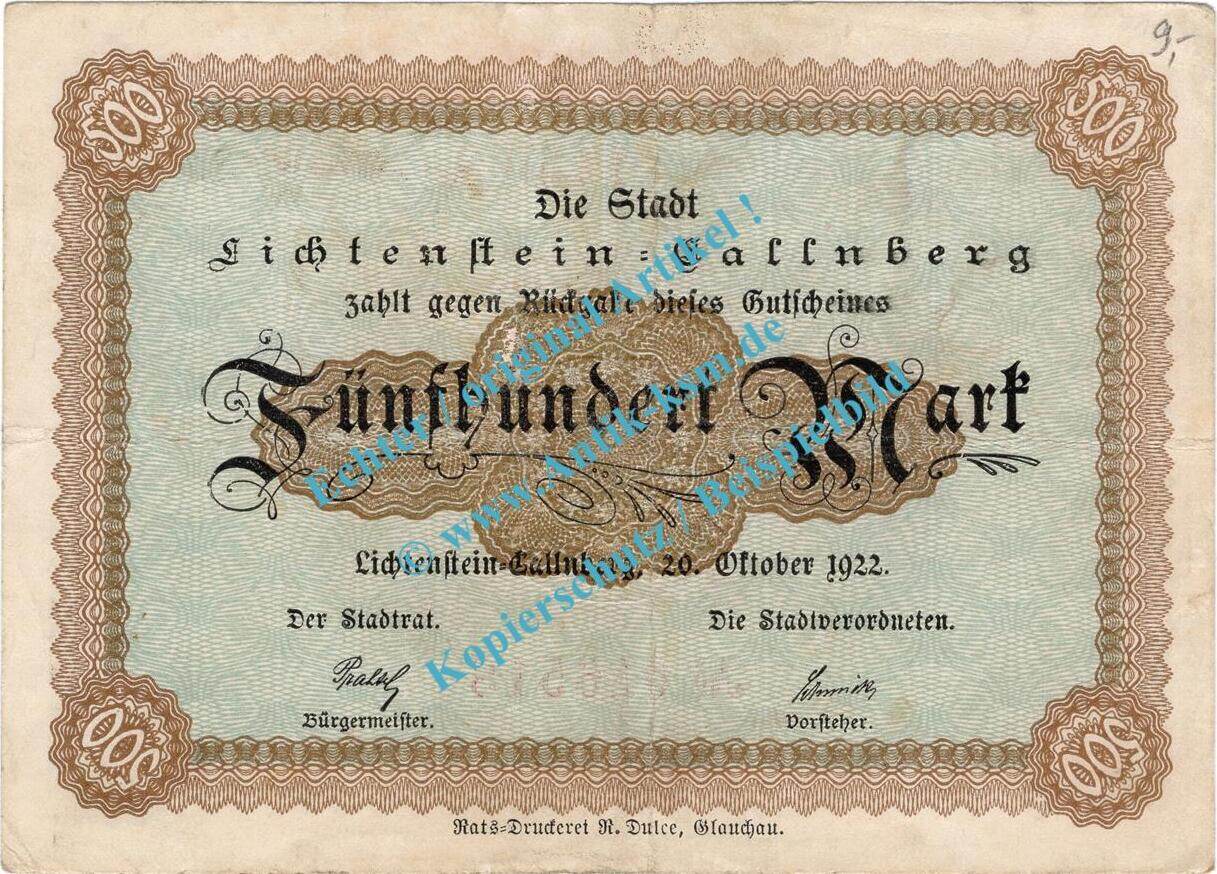 9,-
500
500
Die Stadt
Lichtenstein=Callnberg
zahlt gegen Rückgabe dieses Gutscheines
Fünfhundert Mark
Lichtenstein-Callnberg, 20. Oktober 1922.
Der Stadtrat. Die Stadtverordneten.
Bürgermeister. Vorsteher.
500
500
Rats=Druckerei R. Dulce, Glauchau.
Echter / original Artikel !
© www.Antik-ksm.de
Kopierschutz / Beispielbild